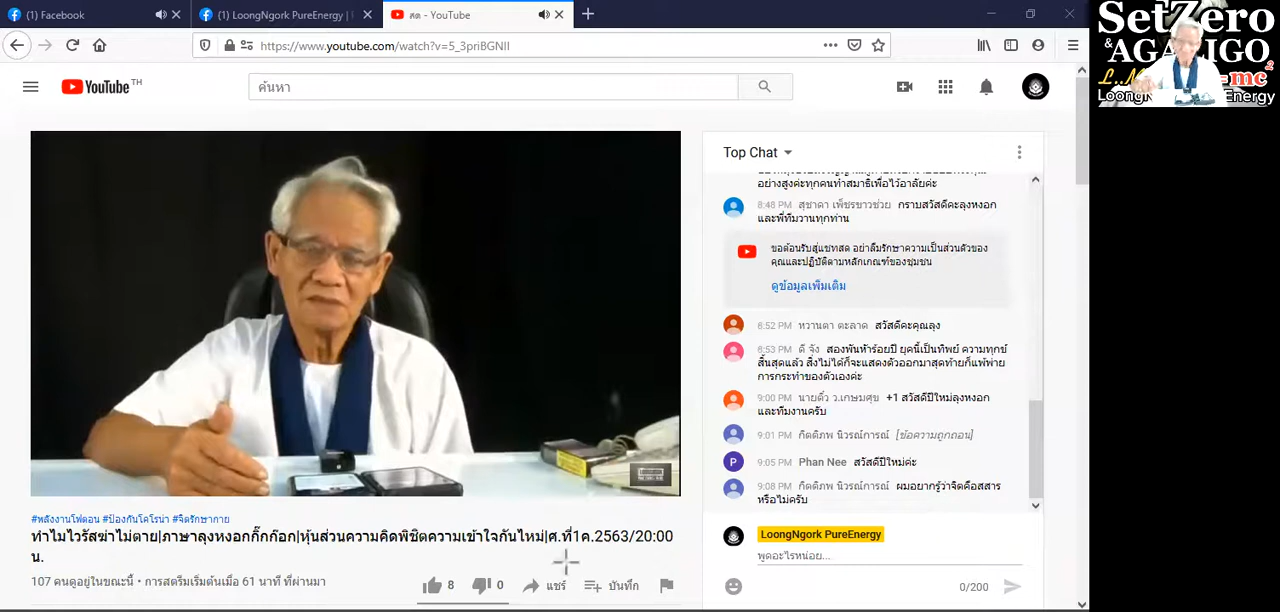 (1) Facebook
(1) LoongNgork PureEnergy |
สด - YouTube
https://www.youtube.com/watch?v=5_3priBGNII
SetZero
& AGALIGO
LoongN
Energy
YouTube TH
ค้นหา
Top Chat
อย่างสูงค่ะทุกคนทำสมาธิเพื่อไว้อาลัยค่ะ
8:48 PM สุชาดา เพ็ชรขาวช่วย กราบสวัสดีคะลุงหงอก
และพี่ทีมวานทุกท่าน
ขอต้อนรับสู่แชทสด อย่าลืมรักษาความเป็นส่วนตัวของ
คุณและปฏิบัติตามหลักเกณฑ์ของชุมชน
ดูข้อมูลเพิ่มเติม
8:52 PM หวานตา ตะลาด สวัสดีคะคุณลุง
8:53 PM ดี จัง สองพันห้าร้อยปี ยุคนี้เป็นทิพย์ ความทุกข์
สิ้นสุดแล้ว สิ่งไม่ได้ก็จะแสดงตัวออกมาสุดท้ายก็แพ้พ่าย
การกระทำของตัวเองค่ะ
9:00 PM นายติ๋ว ว.เกษมศุข +1 สวัสดีปีใหม่ลุงหงอก
และทีมงานครับ
9:01 PM กิตติภพ นิวรณ์การณ์ [ข้อความถูกถอน]
9:05 PM Phan Nee สวัสดีปีใหม่ค่ะ
9:08 PM กิตติภพ นิวรณ์การณ์ ผมอยากรู้ว่าจิตคือสสาร
หรือไม่ครับ
LoongNgork PureEnergy
พูดอะไรหน่อย...
0/200
#พลังงานโฟตอน #ป้องกันโคโรน่า #จิตรักษากาย
ทำไมไวรัสฆ่าไม่ตาย|ภาษาลุงหงอกกิ๊กก๊อก|หุ้นส่วนความคิดพิชิตความเข้าใจกันไหม|ศ.ที่1ค.2563/20:00
น.
107 คนดูอยู่ในขณะนี้ • การสตรีมเริ่มต้นเมื่อ 61 นาที ที่ผ่านมา
8
0
แชร์
บันทึก